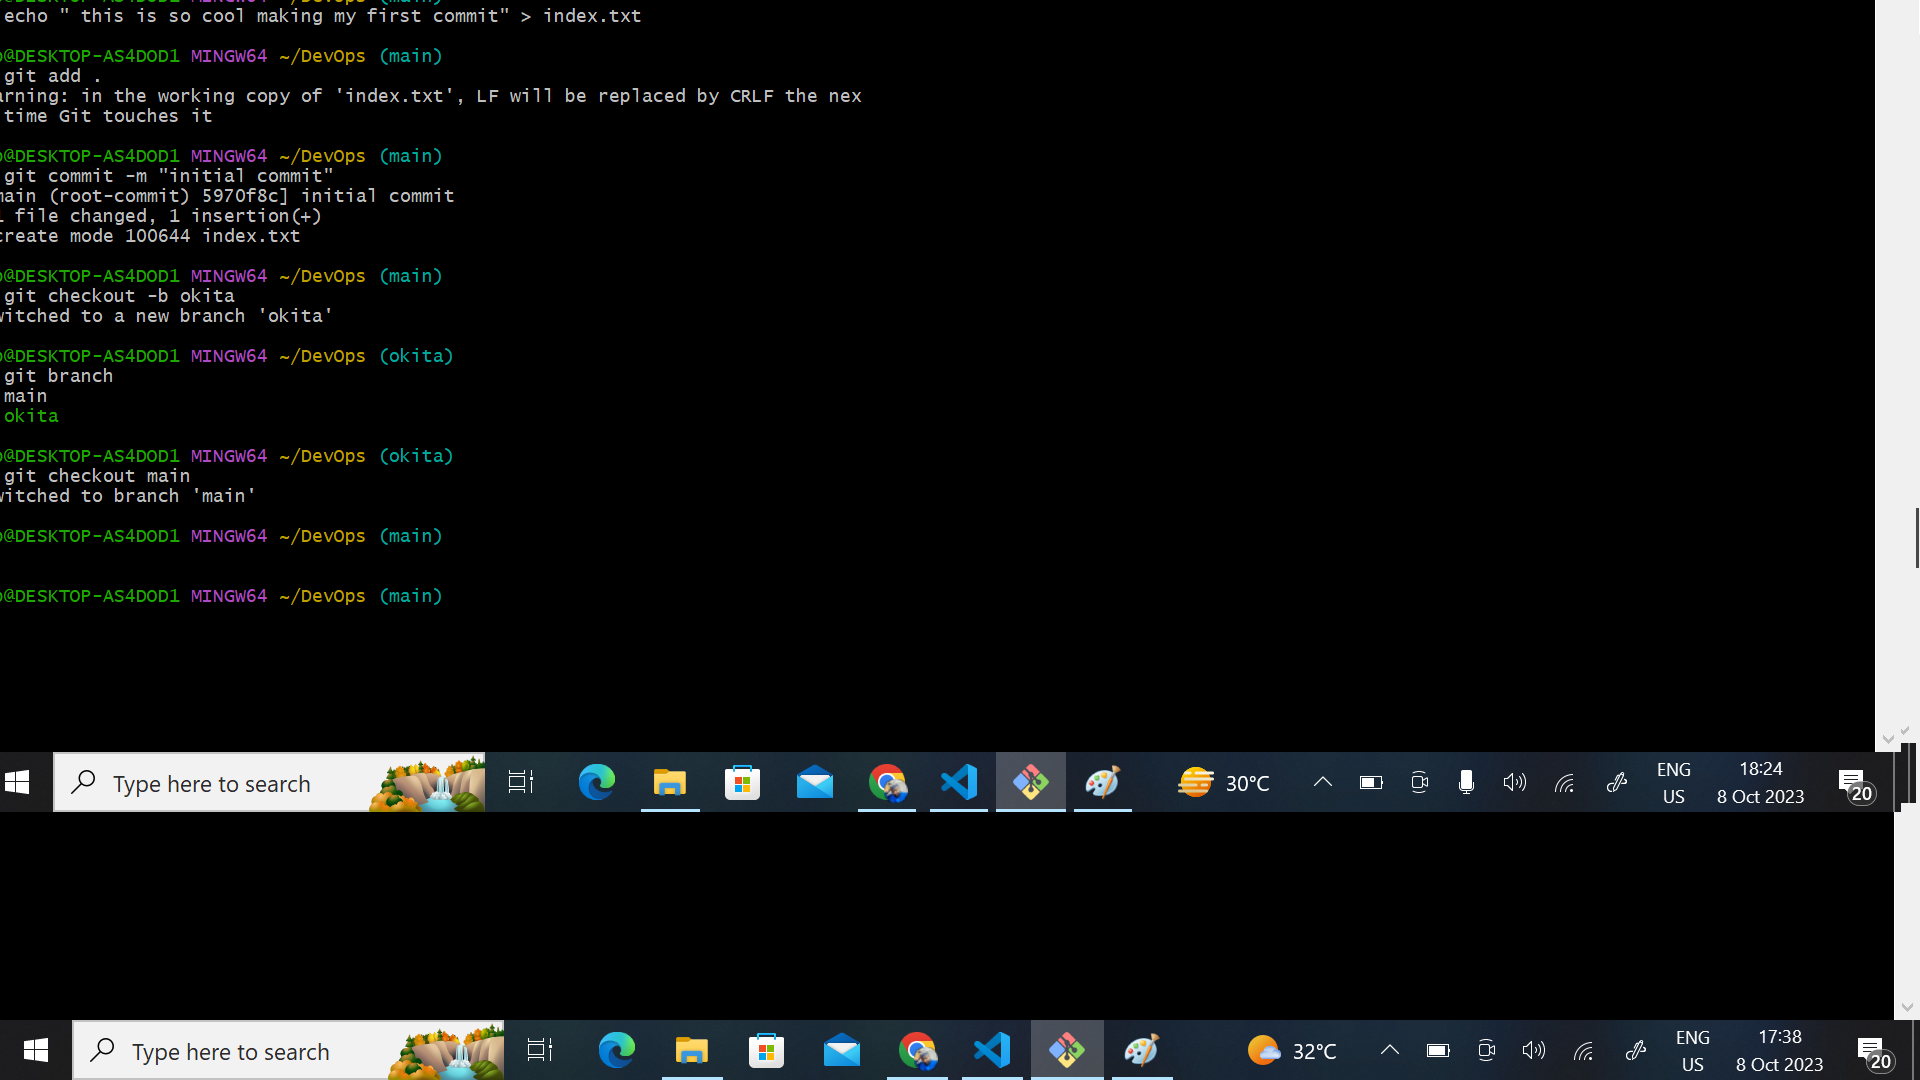 echo " this is so cool making my first commit" > index.txt
@DESKTOP-AS4DOD1 MINGW64 ~/DevOps (main)
git add .
arning: in the working copy of 'index.txt', LF will be replaced by CRLF the nex
time Git touches it
@DESKTOP-AS4DOD1 MINGW64 ~/DevOps (main)
git commit -m "initial commit"
main (root-commit) 5970f8c] initial commit
1 file changed, 1 insertion(+)
create mode 100644 index.txt
@DESKTOP-AS4DOD1 MINGW64 ~/DevOps (main)
git checkout -b okita
witched to a new branch 'okita'
@DESKTOP-AS4DOD1 MINGW64 ~/DevOps (okita)
git branch
main
okita
@DESKTOP-AS4DOD1 MINGW64 ~/DevOps (okita)
git checkout main
witched to branch 'main'
@DESKTOP-AS4DOD1 MINGW64 ~/DevOps (main)
@DESKTOP-AS4DOD1 MINGW64 ~/DevOps (main)
Type here to search 30°C ENG 18:24
US 8 Oct 2023 20
Type here to search 32°C ENG 17:38
US 8 Oct 2023 20